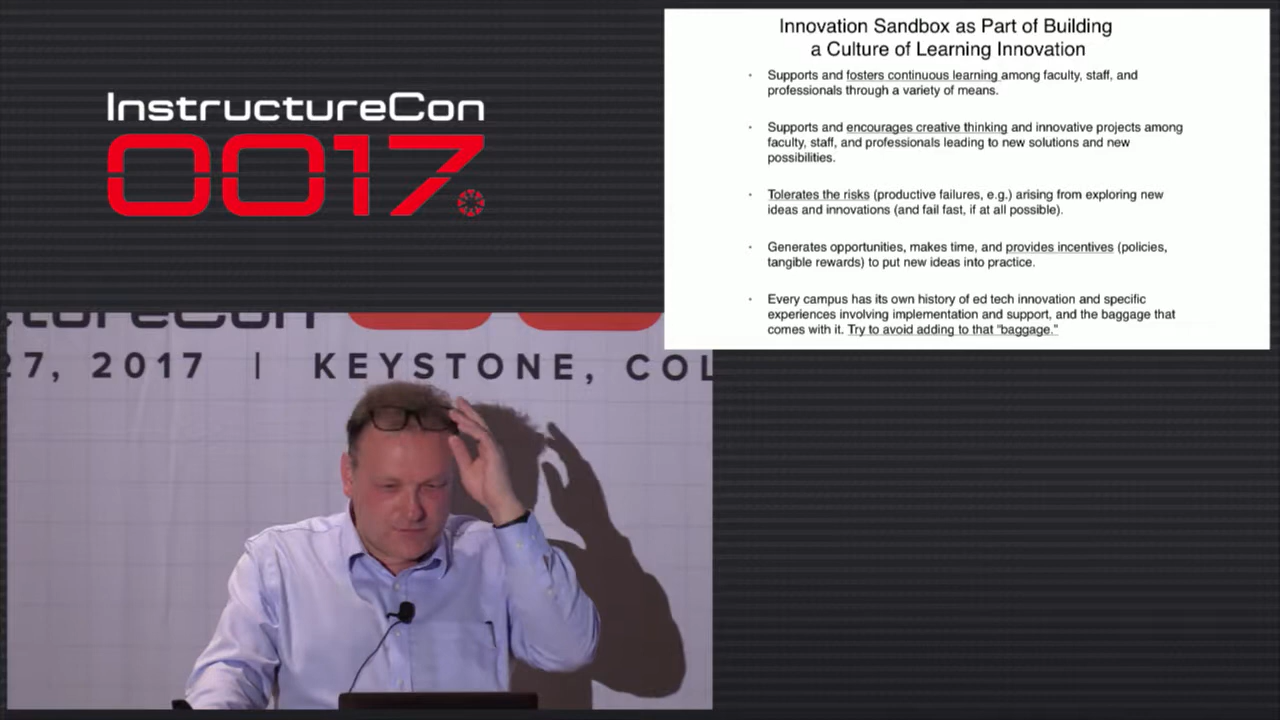 InstructureCon
0017
Innovation Sandbox as Part of Building
a Culture of Learning Innovation
• Supports and fosters continuous learning among faculty, staff, and
professionals through a variety of means.
• Supports and encourages creative thinking and innovative projects among
faculty, staff, and professionals leading to new solutions and new
possibilities.
• Tolerates the risks (productive failures, e.g.) arising from exploring new
ideas and innovations (and fail fast, if at all possible).
• Generates opportunities, makes time, and provides incentives (policies,
tangible rewards) to put new ideas into practice.
• Every campus has its own history of ed tech innovation and specific
experiences involving implementation and support, and the baggage that
comes with it. Try to avoid adding to that "baggage."
ctureCon
27, 2017 | KEYSTONE, COL